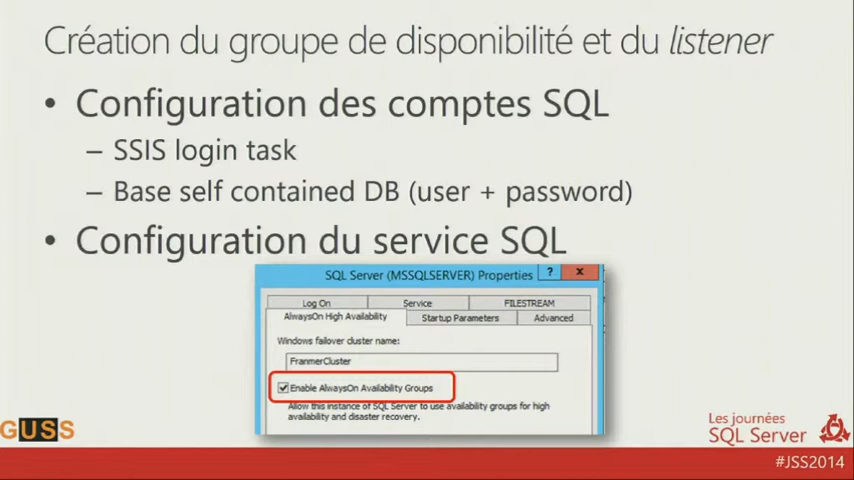 Création du groupe de disponibilité et du listener
• Configuration des comptes SQL
– SSIS login task
– Base self contained DB (user + password)
• Configuration du service SQL
SQL Server (MSSQLSERVER) Properties
? x
Log On Service FILESTREAM
AlwaysOn High Availability Startup Parameters Advanced
Windows failover cluster name:
FranmerCluster
Enable AlwaysOn Availability Groups
Allow this instance of SQL Server to use availability groups for high
availability and disaster recovery.
GUSS
Les journées
SQL Server
#JSS2014